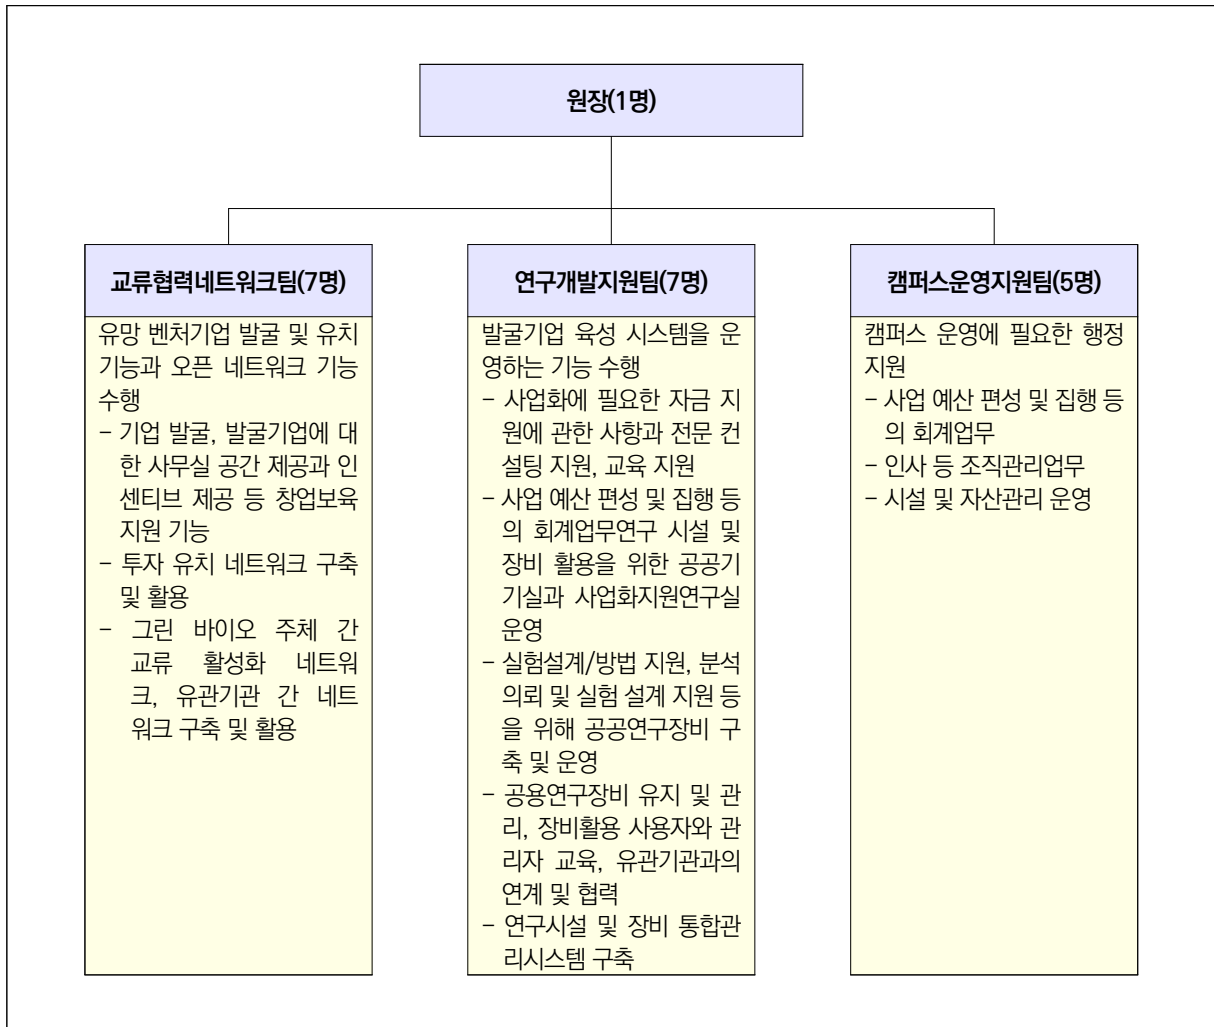 원장(1명)
교류협력네트워크팀(7명)
유망 벤처기업 발굴 및 유치
기능과 오픈 네트워크 기능
수행
- 기업 발굴, 발굴기업에 대
한 사무실 공간 제공과 인
센티브 제공 등 창업보육
지원 기능
- 투자 유치 네트워크 구축
및 활용
- 그린 바이오 주체 간
교류 활성화 네트워
크, 유관기관 간 네트
워크 구축 및 활용
연구개발지원팀(7명)
발굴기업 육성 시스템을 운
영하는 기능 수행
- 사업화에 필요한 자금 지
원에 관한 사항과 전문 컨
설팅 지원, 교육 지원
- 사업 예산 편성 및 집행 등
의 회계업무연구 시설 및
장비 활용을 위한 공공기
기실과 사업화지원연구실
운영
- 실험설계/방법 지원, 분석
의뢰 및 실험 설계 지원 등
을 위해 공공연구장비 구
축 및 운영
- 공용연구장비 유지 및 관
리, 장비활용 사용자와 관
리자 교육, 유관기관과의
연계 및 협력
- 연구시설 및 장비 통합관
리시스템 구축
캠퍼스운영지원팀(5명)
캠퍼스 운영에 필요한 행정
지원
- 사업 예산 편성 및 집행 등
의 회계업무
- 인사 등 조직관리업무
- 시설 및 자산관리 운영